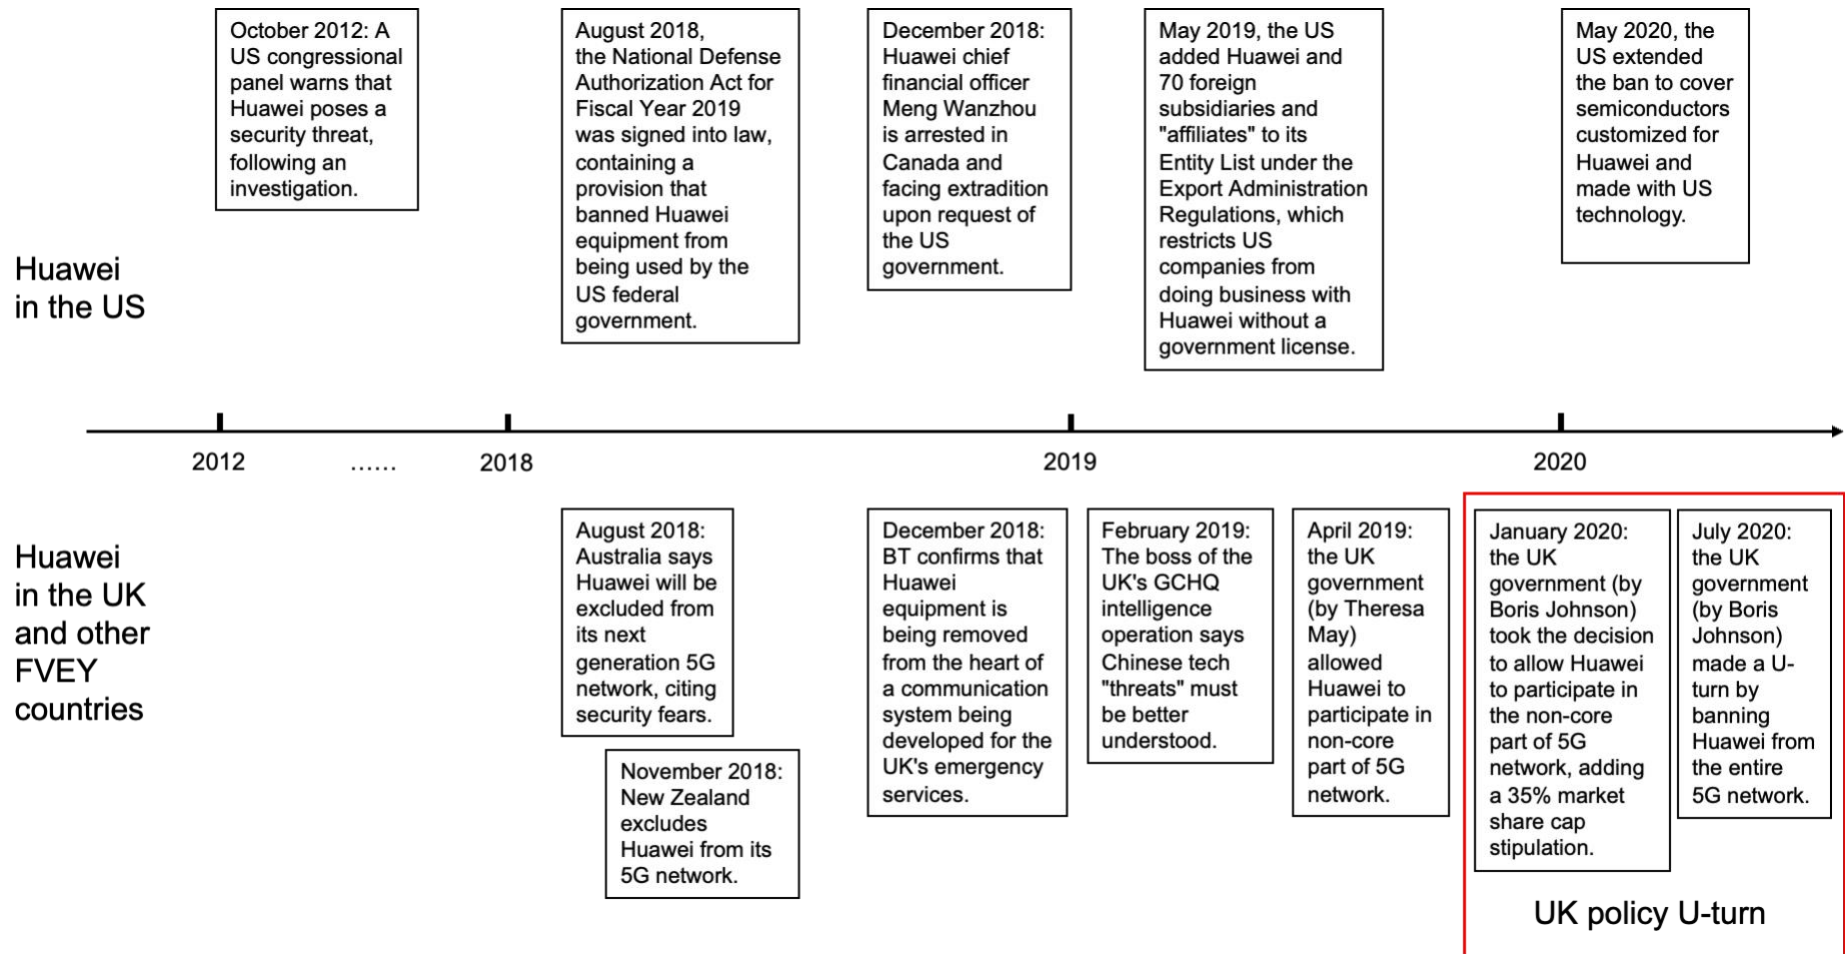 October 2012: A
US congressional
panel warns that
Huawei poses a
security threat,
following an
investigation.
August 2018,
the National Defense
Authorization Act for
Fiscal Year 2019
was signed into law,
containing a
provision that
banned Huawei
equipment from
being used by the
US federal
government.
December 2018:
Huawei chief
financial officer
Meng Wanzhou
is arrested in
Canada and
facing extradition
upon request of
the US
government.
May 2019, the US
added Huawei and
70 foreign
subsidiaries and
"affiliates" to its
Entity List under the
Export Administration
Regulations, which
restricts US
companies from
doing business with
Huawei without a
government license.
May 2020, the
US extended
the ban to cover
semiconductors
customized for
Huawei and
made with US
technology.
Huawei
in the US
2012
......
2018
2019
2020
Huawei
in the UK
and other
FVEY
countries
August 2018:
Australia says
Huawei will be
excluded from
its next
generation 5G
network, citing
security fears.
November 2018:
New Zealand
excludes
Huawei from its
5G network.
December 2018:
BT confirms that
Huawei
equipment is
being removed
from the heart of
a communication
system being
developed for the
UK's emergency
services.
February 2019:
The boss of the
UK's GCHQ
intelligence
operation says
Chinese tech
"threats" must
be better
understood.
April 2019:
the UK
government
(by Theresa
May)
allowed
Huawei to
participate in
non-core
part of 5G
network.
January 2020:
the UK
government (by
Boris Johnson)
took the decision
to allow Huawei
to participate in
the non-core
part of 5G
network, adding
a 35% market
share cap
stipulation.
July 2020:
the UK
government
(by Boris
Johnson)
made a U-
turn by
banning
Huawei from
the entire
5G network.
UK policy U-turn